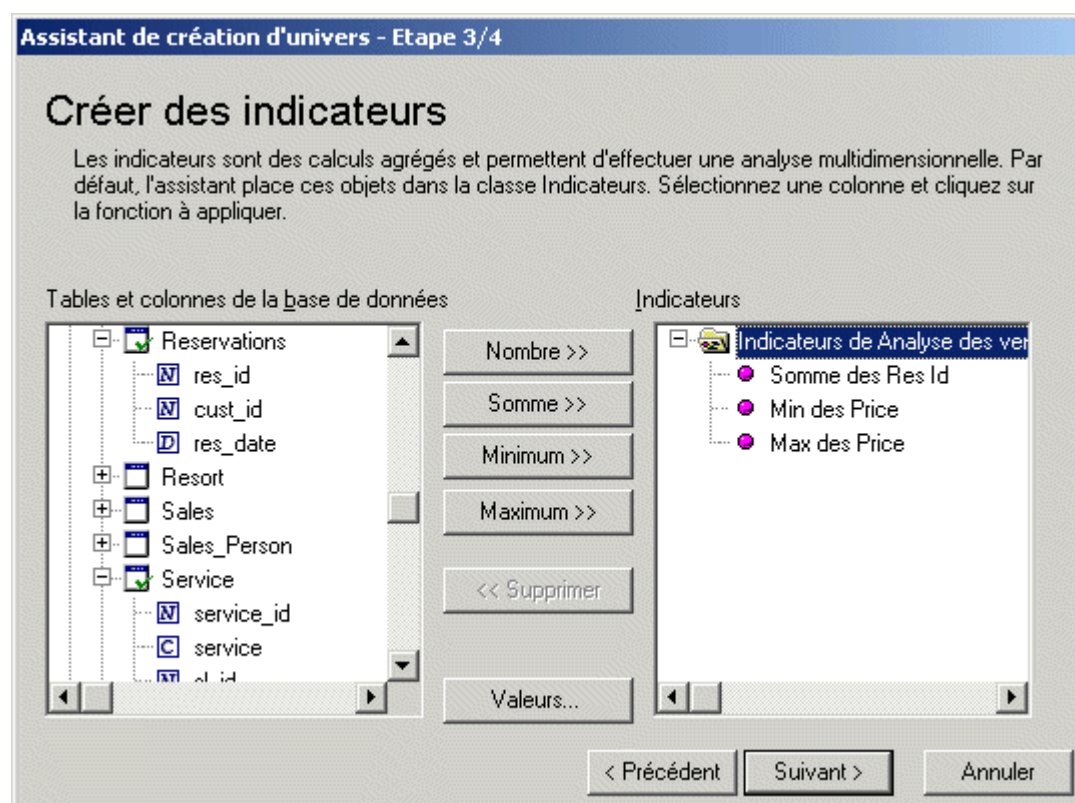 Assistant de création d'univers - Etape 3/4
Créer des indicateurs
Les indicateurs sont des calculs agrégés et permettent d'effectuer une analyse multidimensionnelle. Par
défaut, l'assistant place ces objets dans la classe Indicateurs. Sélectionnez une colonne et cliquez sur
la fonction à appliquer.
Tables et colonnes de la base de données
Reservations
N res_id
N cust_id
D res_date
Resort
Sales
Sales_Person
Service
N service_id
C service
Nombre >>
Somme >>
Minimum >>
Maximum >>
<< Supprimer
Valeurs...
Indicateurs
Indicateurs de Analyse des ver
Somme des Res Id
Min des Price
Max des Price
< Précédent
Suivant >
Annuler